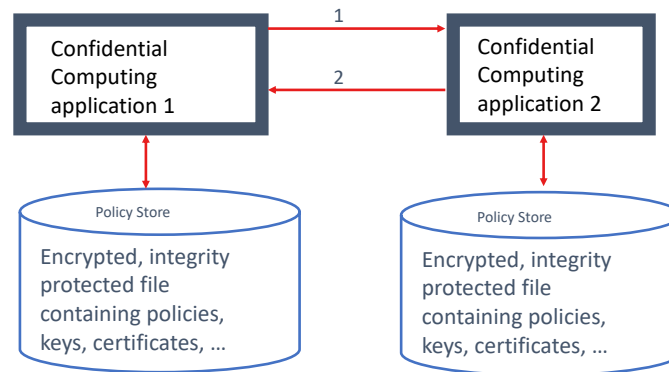 1
Confidential
Computing
application 1
Confidential
Computing
application 2
2
Policy Store
Encrypted, integrity
protected file
containing policies,
keys, certificates, …
Policy Store
Encrypted, integrity
protected file
containing policies,
keys, certificates, …